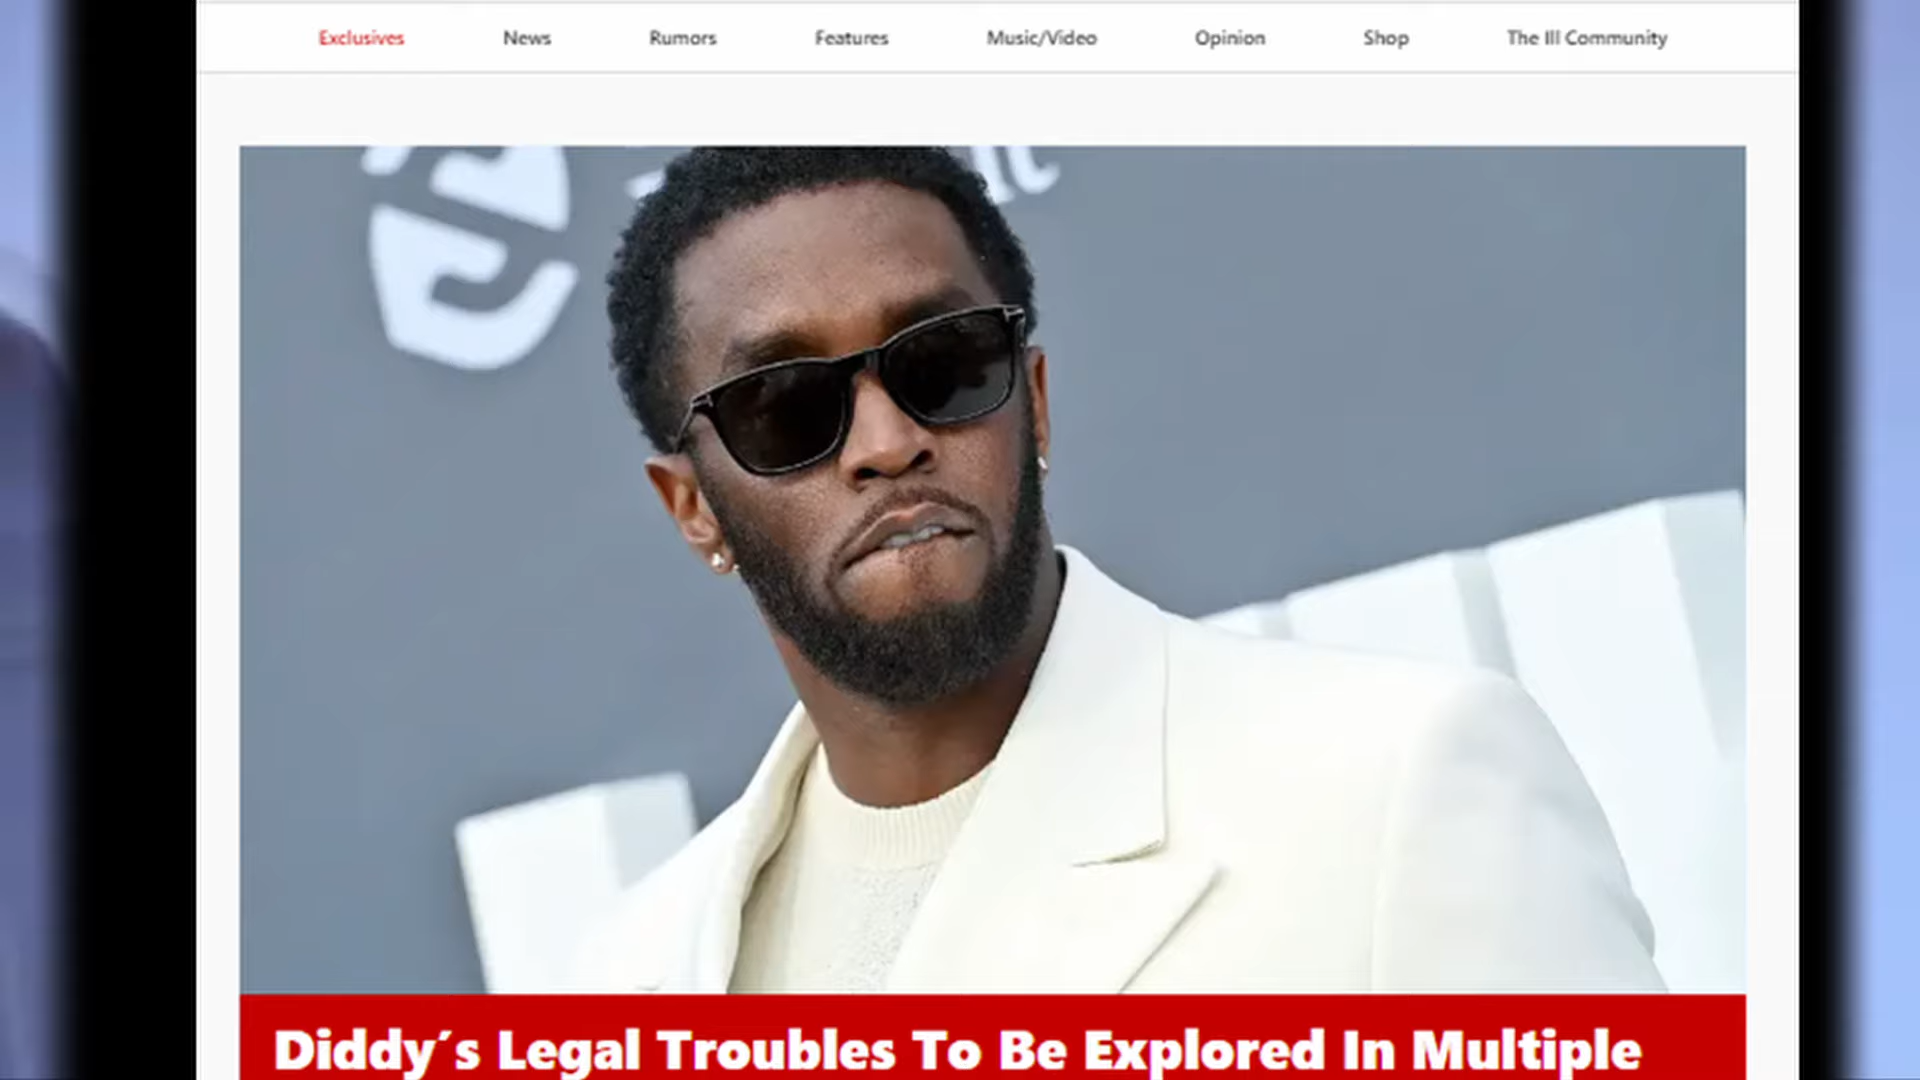 Exclusives News Rumors Features Music/Video Opinion Shop The Ill Community
Diddy´s Legal Troubles To Be Explored In Multiple